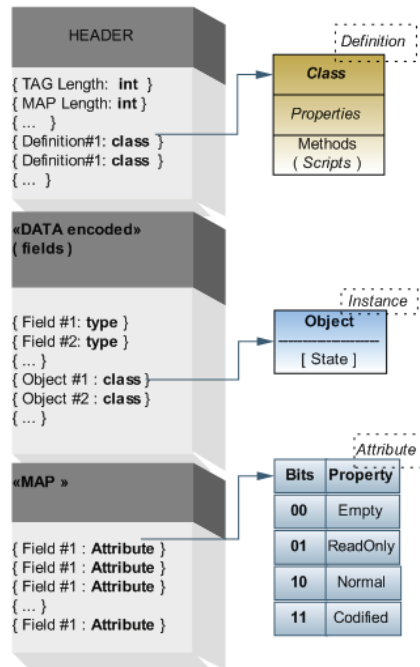 HEADER
{ TAG Length: int }
{ MAP Length: int }
{ ... }
{ Definition#1: class }
{ Definition#1: class }
{ ... }
Definition
Class
Properties
Methods
( Scripts )
«DATA encoded»
( fields )
{ Field #1: type }
{ Field #2: type }
{ ... }
{ Object #1 : class }
{ Object #2 : class }
{ ... }
Instance
Object
[ State ]
«MAP »
{ Field #1 : Attribute }
{ Field #1 : Attribute }
{ Field #1 : Attribute }
{ ... }
{ Field #1 : Attribute }
Attribute
Bits Property
00 Empty
01 ReadOnly
10 Normal
11 Codified